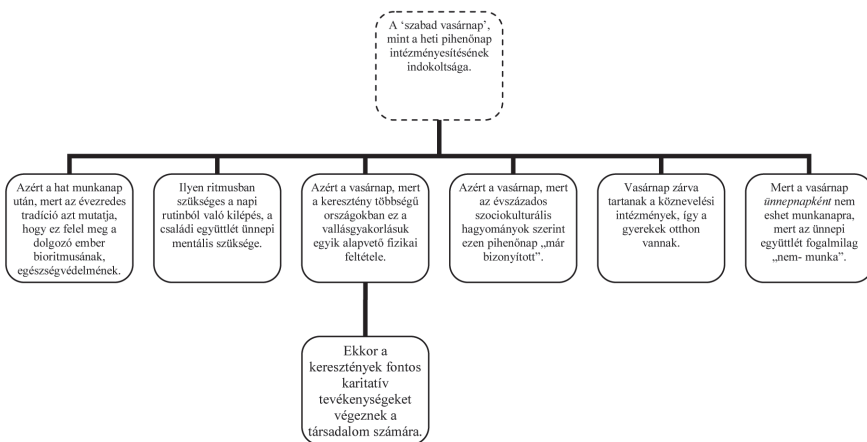 A ‘szabad vasárnap’,
mint a heti pihenőnap
intézményesítésének
indokoltsága.
Azért a hat munkanap
után, mert az évezredes
tradíció azt mutatja,
hogy ez felel meg a
dolgozó ember
bioritmusának,
egészségvédelmének.
Ilyen ritmusban
szükséges a napi
rutinból való kilépés, a
családi együttlét ünnepi
mentális szüksége.
Azért a vasárnap, mert
a keresztény többségű
országokban ez a
vallásgyakorlásuk
egyik alapvető fizikai
feltétele.
Azért a vasárnap, mert
az évszázados
szociokulturális
hagyományok szerint
ezen pihenőnap „már
bizonyított”.
Vasárnap zárva
tartanak a köznevelési
intézmények, így a
gyerekek otthon
vannak.
Mert a vasárnap
ünnepnapként nem
eshet munkanapra,
mert az ünnepi
együttlét fogalmilag
„nem- munka”.
Ekkor a
keresztények fontos
karitatív
tevékenységeket
végeznek a
társadalom számára.